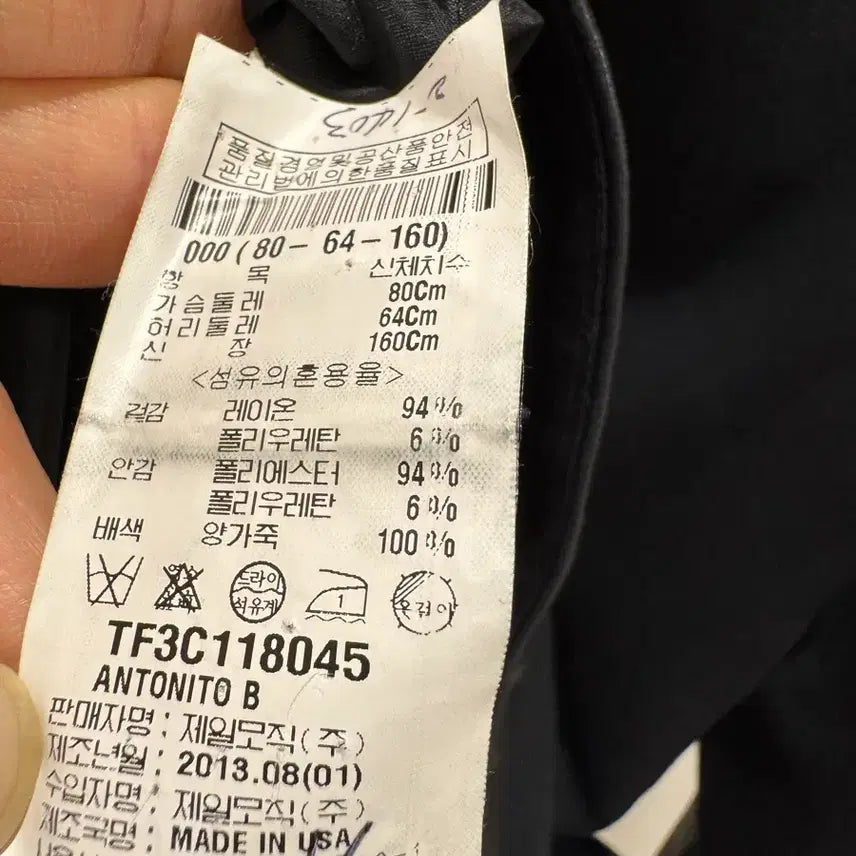 1403
품질경영및공산품안전
관리법에의한품질표시
000 (80 – 64 – 160)
항 목 신체치수
가슴둘레 80Cm
허리둘레 64Cm
신 장 160Cm
<섬유의혼용율>
겉감 레이온 94%
폴리우레탄 6%
안감 폴리에스터 94%
폴리우레탄 6%
배색 양가죽 100%
드라이
석유계
1
옷걸이
TF3C118045
ANTONITO B
판매자명 : 제일모직(주)
제조년월 : 2013.08(01)
수입자명 : 제일모직(주)
제조국명 : MADE IN USA